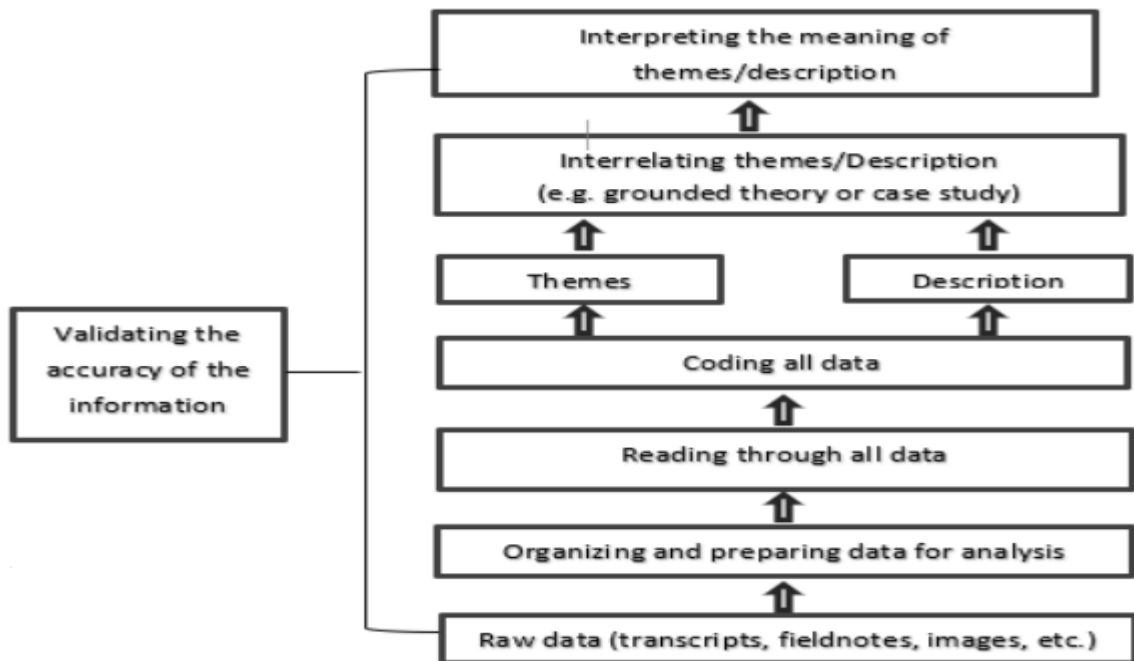 Interpreting the meaning of
themes/description
Interrelating themes/Description
(e.g. grounded theory or case study)
Themes
Description
Validating the
accuracy of the
information
Coding all data
Reading through all data
Organizing and preparing data for analysis
Raw data (transcripts, fieldnotes, images, etc.)